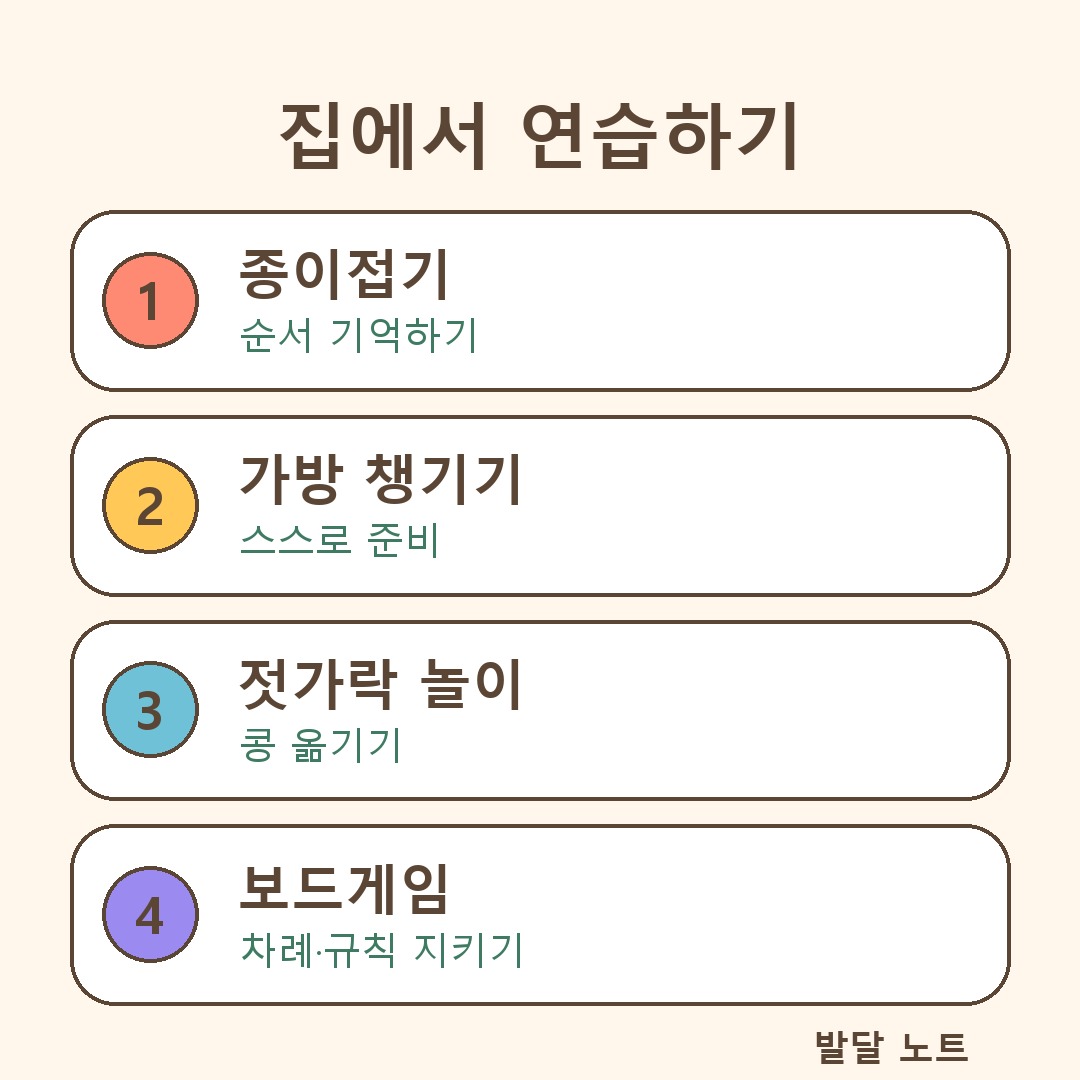 집에서 연습하기
1
종이접기
순서 기억하기
2
가방 챙기기
스스로 준비
3
젓가락 놀이
콩 옮기기
4
보드게임
차례·규칙 지키기
발달 노트